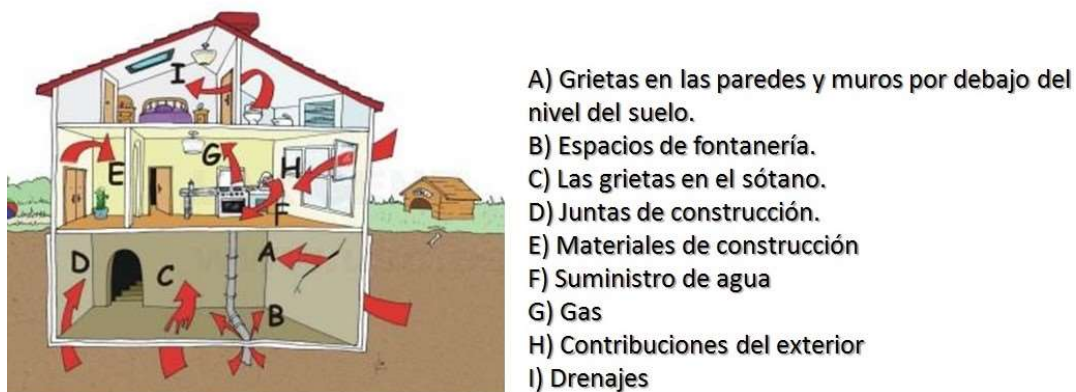 I
E
G
H
F
D
C
A
B
A) Grietas en las paredes y muros por debajo del
nivel del suelo.
B) Espacios de fontanería.
C) Las grietas en el sótano.
D) Juntas de construcción.
E) Materiales de construcción
F) Suministro de agua
G) Gas
H) Contribuciones del exterior
I) Drenajes